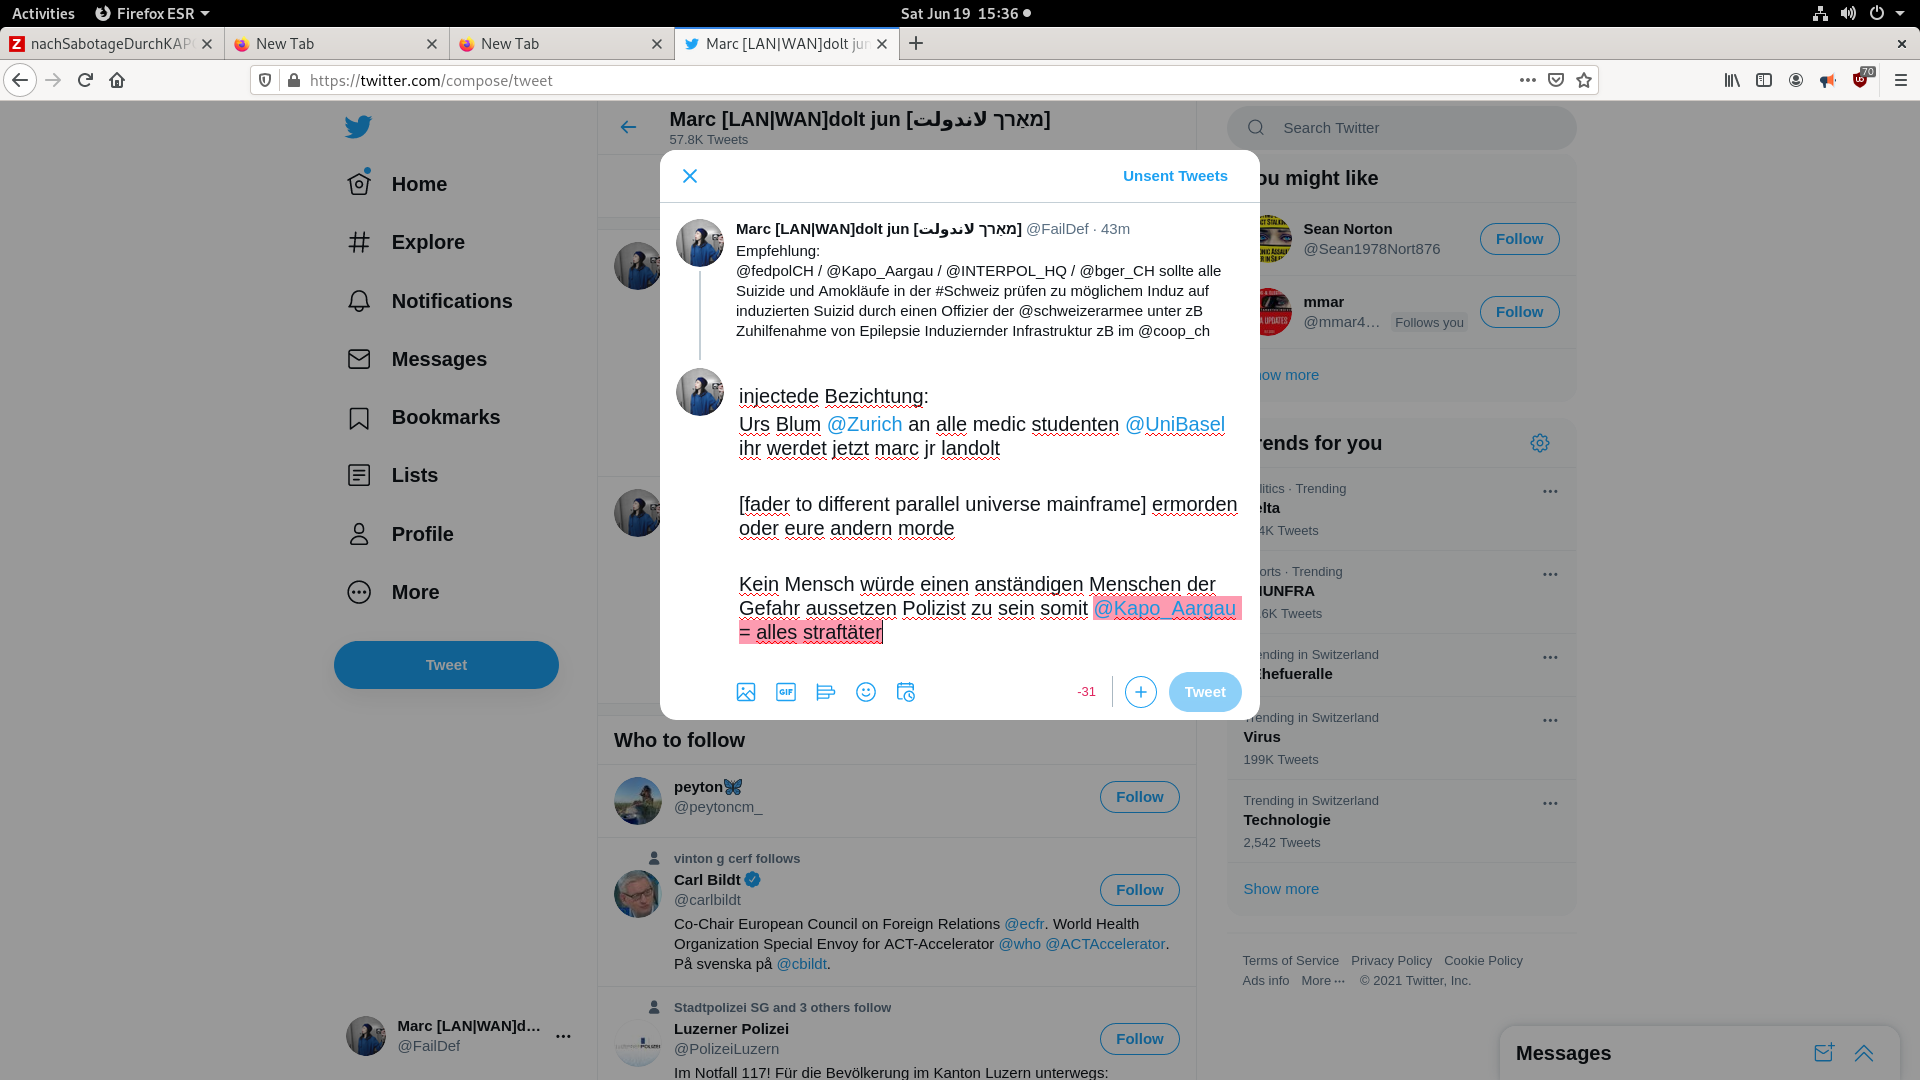 Activities
Firefox ESR
Sat Jun 19 15:36
nachSabotageDurchKAP
New Tab
New Tab
Marc [LAN|WAN]dolt jun
https://twitter.com/compose/tweet
70
Home
Explore
Notifications
Messages
Bookmarks
Lists
Profile
More
Tweet
Marc [LAN|WAN]d...
@FailDef
Marc [LAN|WAN]dolt jun [מאַרך לאנדولت]
57.8K Tweets
Unsent Tweets
Marc [LAN|WAN]dolt jun [מאַרך لاندولت] @FailDef · 43m
Empfehlung:
@fedpolCH / @Kapo_Aargau / @INTERPOL_HQ / @bger_CH sollte alle
Suizide und Amokläufe in der #Schweiz prüfen zu möglichem Induz auf
induzierten Suizid durch einen Offizier der @schweizerarmee unter zB
Zuhilfenahme von Epilepsie Induziernder Infrastruktur zB im @coop_ch
injectede Bezichtung:
Urs Blum @Zurich an alle medic studenten @UniBasel
ihr werdet jetzt marc jr landolt
[fader to different parallel universe mainframe] ermorden
oder eure andern morde
Kein Mensch würde einen anständigen Menschen der
Gefahr aussetzen Polizist zu sein somit @Kapo_Aargau
= alles straftäter
GIF
-31
Tweet
Who to follow
peyton🦋
@peytoncm_
Follow
vinton g cerf follows
Carl Bildt
@carlbildt
Follow
Co-Chair European Council on Foreign Relations @ecfr. World Health
Organization Special Envoy for ACT-Accelerator @who @ACTAccelerator.
På svenska på @cbildt.
Stadtpolizei SG and 3 others follow
Luzerner Polizei
@PolizeiLuzern
Follow
Im Notfall 117! Für die Bevölkerung im Kanton Luzern unterwegs:
Search Twitter
ou might like
Sean Norton
@Sean1978Nort876
Follow
mmar
@mmar4... Follows you
Follow
ow more
rends for you
litics · Trending
elta
4K Tweets
orts · Trending
UNFRA
6K Tweets
ending in Switzerland
hefueralle
Trending in Switzerland
Virus
199K Tweets
Trending in Switzerland
Technologie
2,542 Tweets
Show more
Terms of Service Privacy Policy Cookie Policy
Ads info More ··· © 2021 Twitter, Inc.
Messages